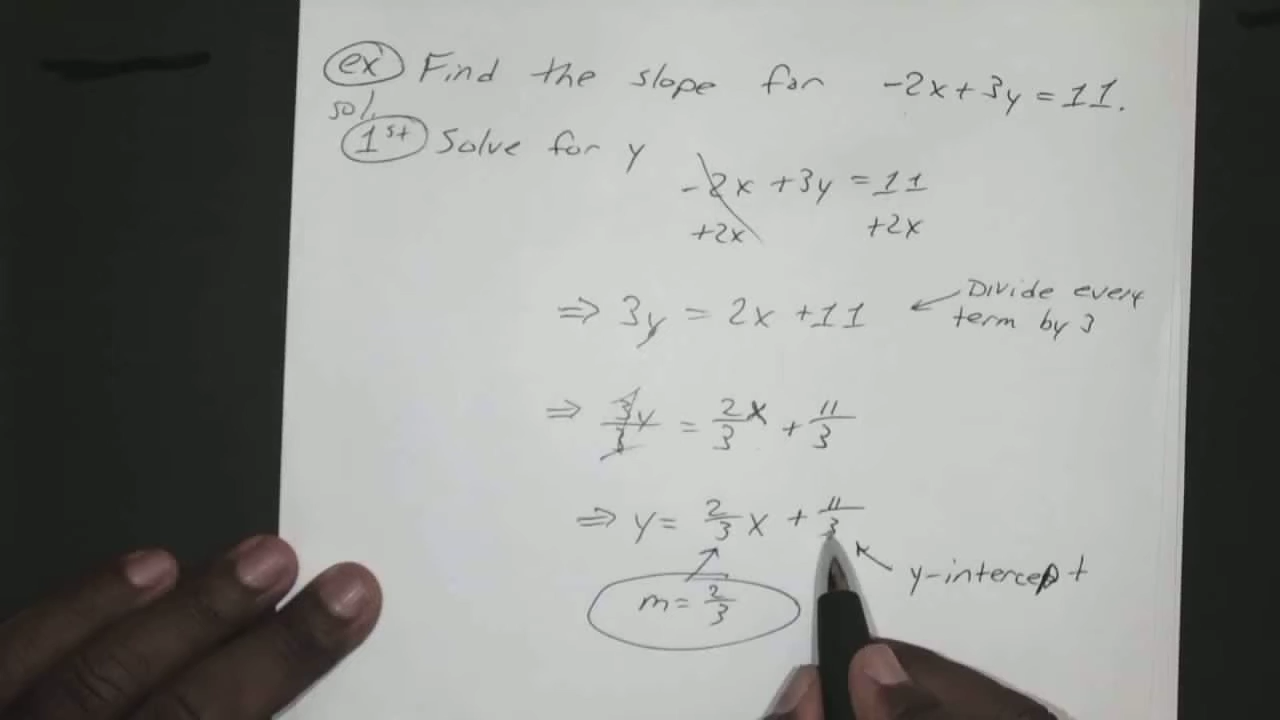 ex Find the slope for -2x+3y=11.
sol.
1st Solve for y
-2x+3y=11
+2x +2x
⇒ 3y = 2x +11
Divide every
term by 3
⇒ 3y/3 = 2/3 x + 11/3
⇒ y= 2/3 x + 11/3
y-intercept
m= 2/3